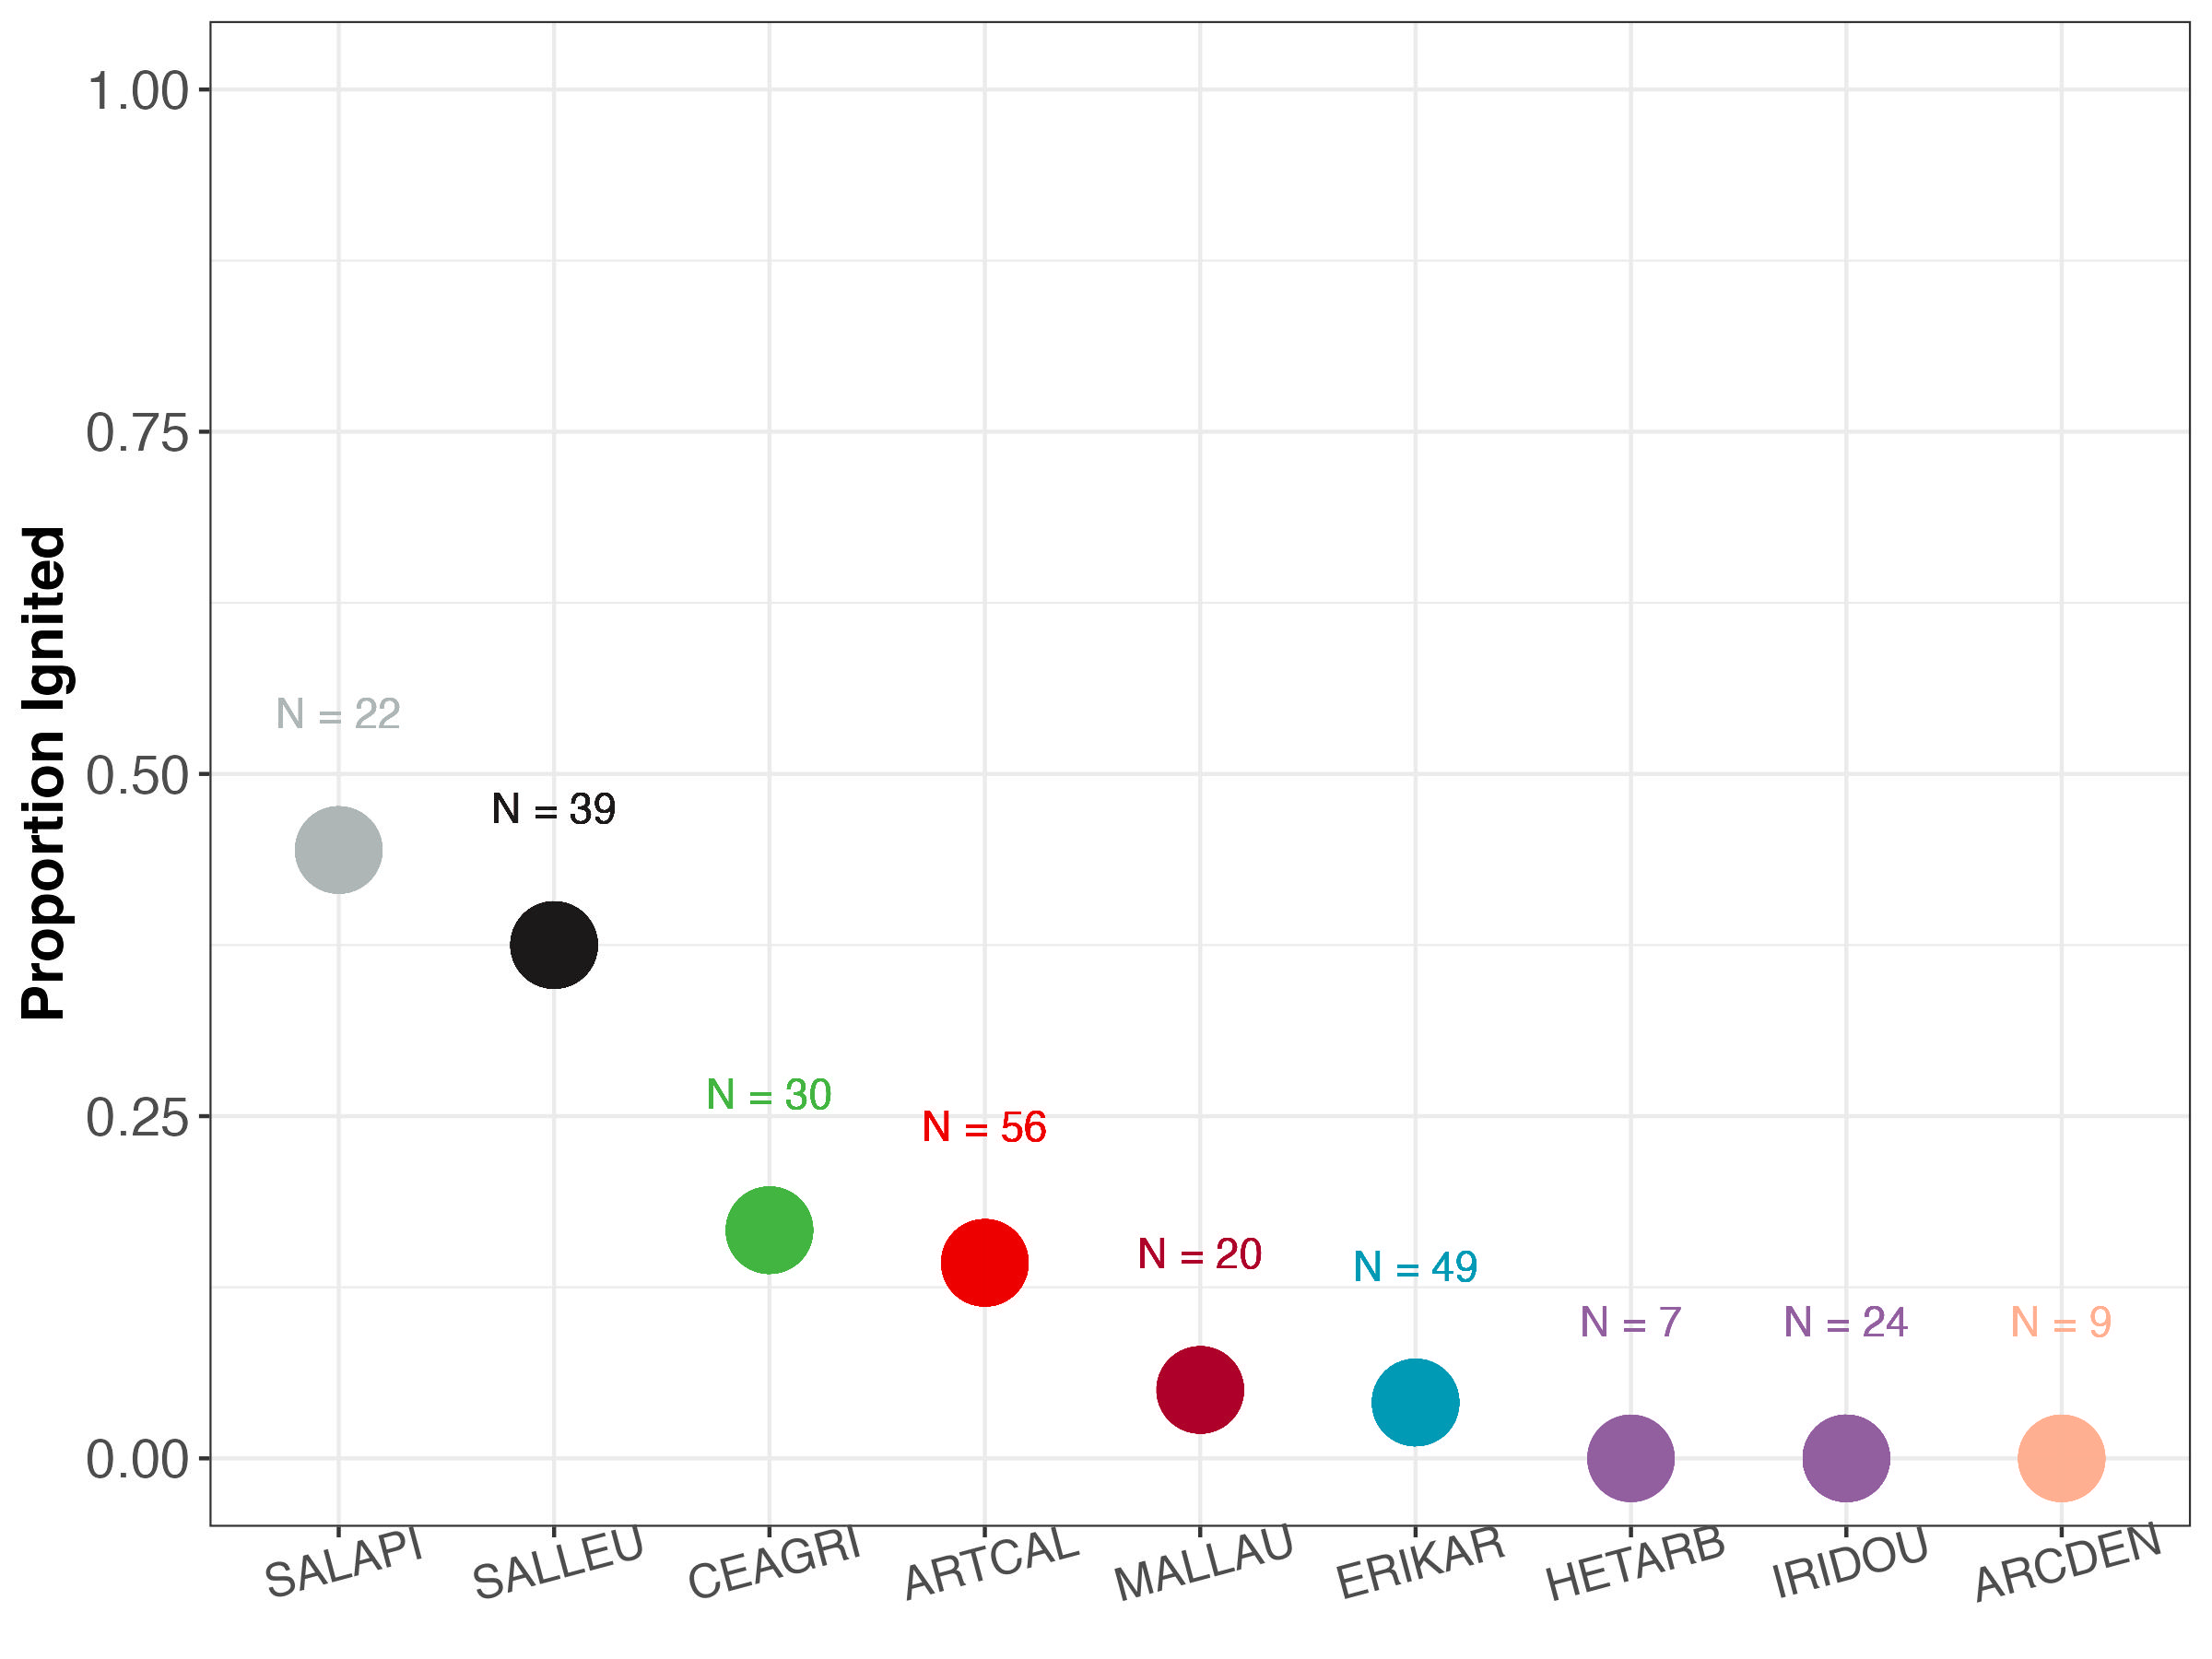 Proportion Ignited
1.00
0.75
0.50
0.25
0.00
N = 22
N = 39
N = 30
N = 56
N = 20
N = 49
N = 7
N = 24
N = 9
SALAPI
SALLEU
CEAGRI
ARTCAL
MALLAU
ERIKAR
HETARB
IRIDOU
ARCDEN